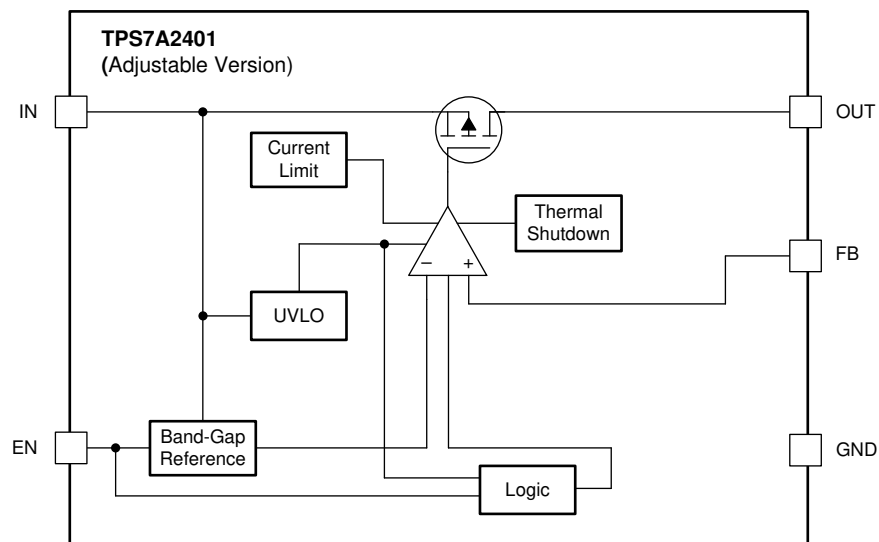 TPS7A2401
(Adjustable Version)
IN
OUT
Current
Limit
Thermal
Shutdown
− +
FB
UVLO
EN
Band-Gap
Reference
GND
Logic